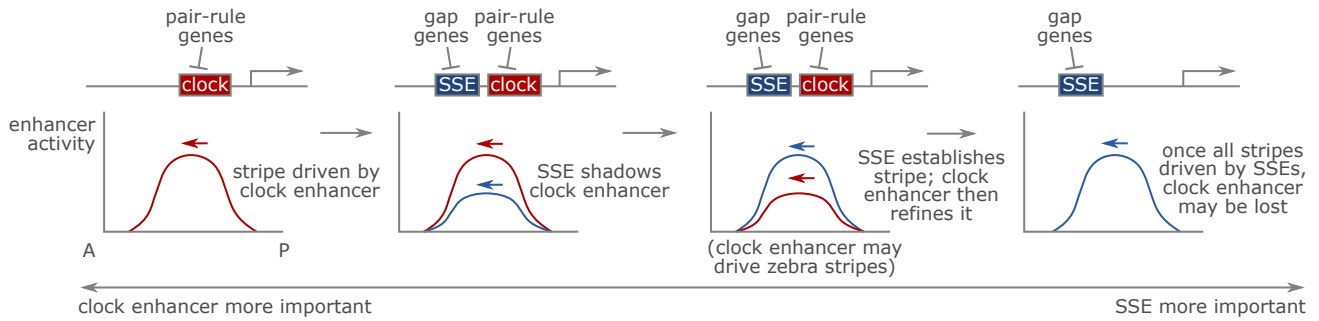 pair-rule
genes
clock
enhancer
activity
stripe driven by
clock enhancer
A
P
gap
genes
pair-rule
genes
SSE
clock
SSE shadows
clock enhancer
gap
genes
pair-rule
genes
SSE
clock
SSE establishes
stripe; clock
enhancer then
refines it
(clock enhancer may
drive zebra stripes)
gap
genes
SSE
once all stripes
driven by SSEs,
clock enhancer
may be lost
clock enhancer more important
SSE more important